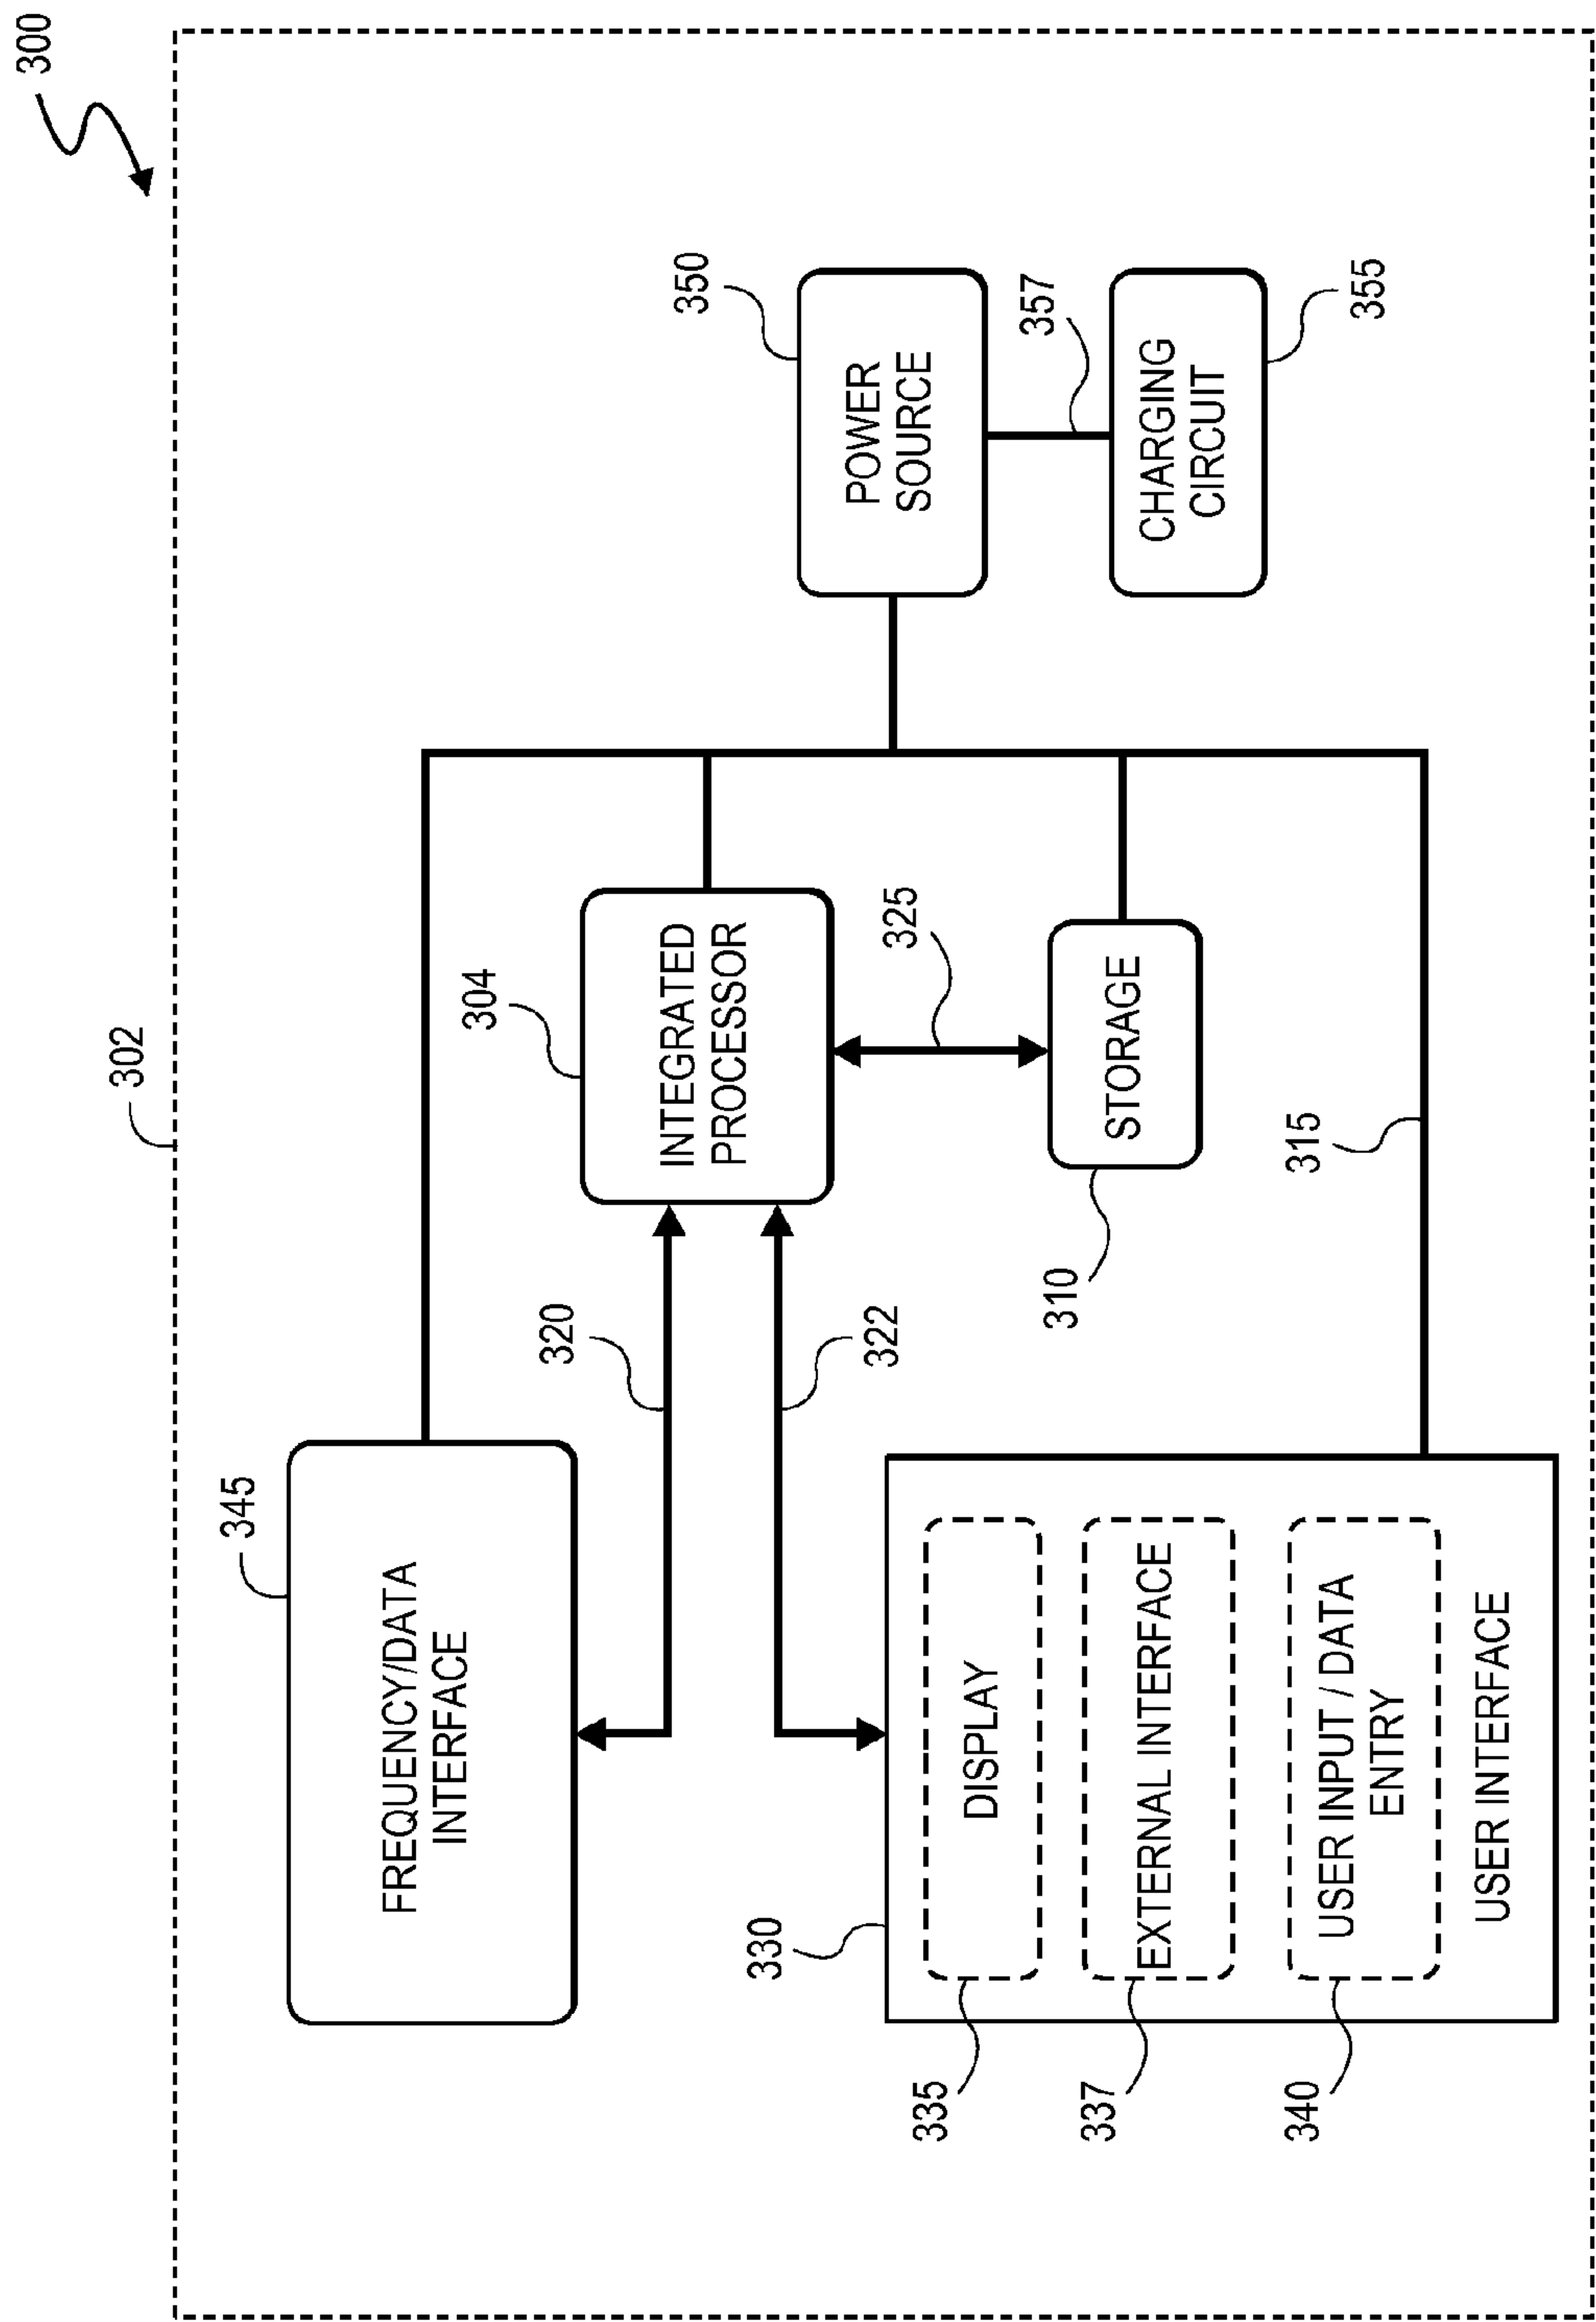 300
302
345
FREQUENCY/DATA
INTERFACE
320
304
INTEGRATED
PROCESSOR
350
POWER
SOURCE
357
322
325
330
DISPLAY
335
EXTERNAL INTERFACE
337
USER INPUT / DATA
ENTRY
340
USER INTERFACE
310
STORAGE
315
CHARGING
CIRCUIT
355